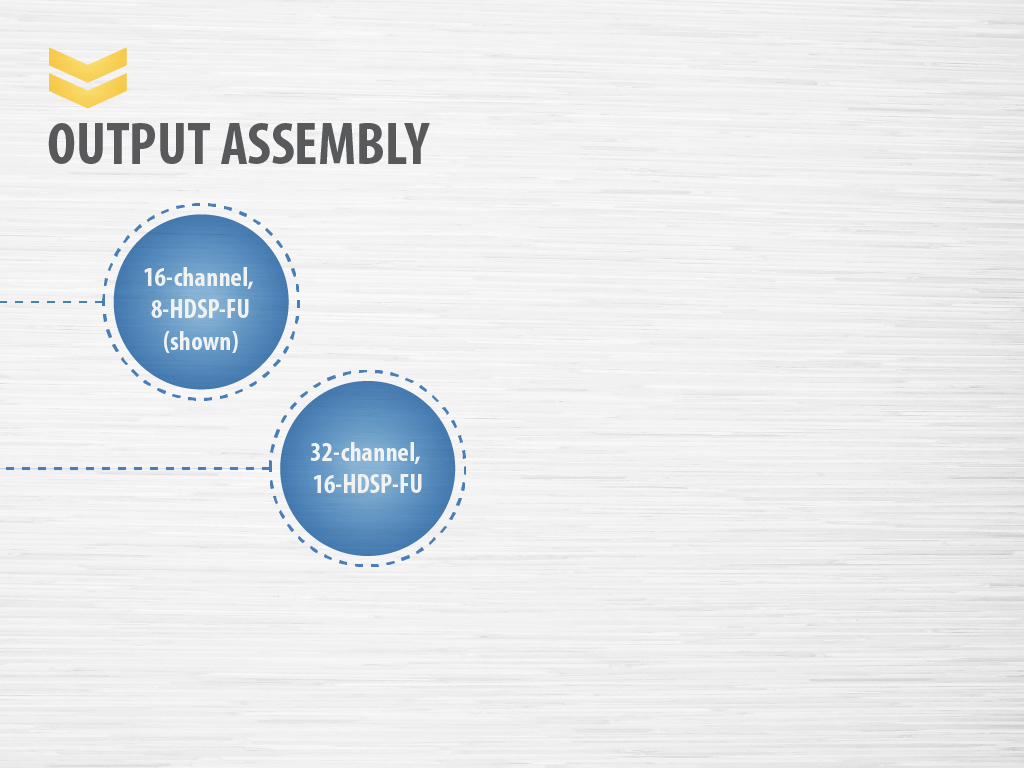 OUTPUT ASSEMBLY
16-channel,
8-HDSP-FU
(shown)
32-channel,
16-HDSP-FU